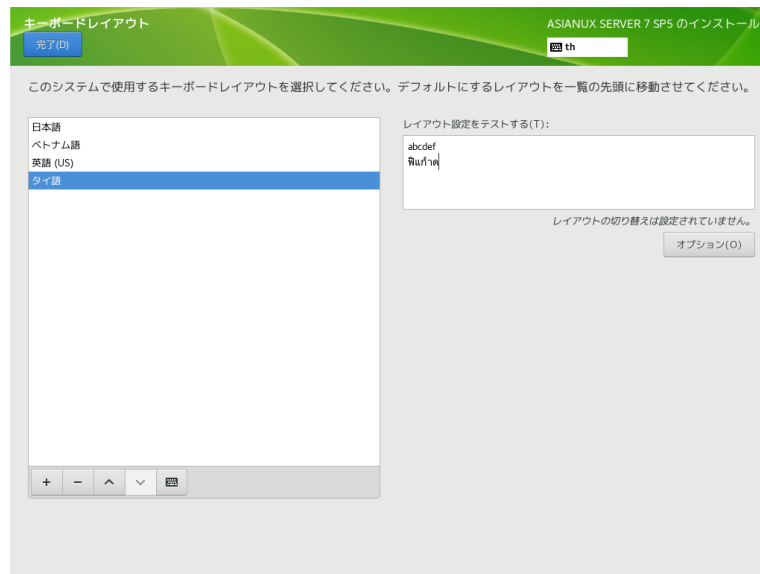 キーボードレイアウト
ASIANUX SERVER 7 SP5 のインストール
完了(D)
th
このシステムで使用するキーボードレイアウトを選択してください。デフォルトにするレイアウトを一覧の先頭に移動させてください。
日本語
ベトナム語
英語 (US)
タイ語
レイアウト設定をテストする(T):
abcdef
ฟิแกำด
レイアウトの切り替えは設定されていません。
オプション(O)